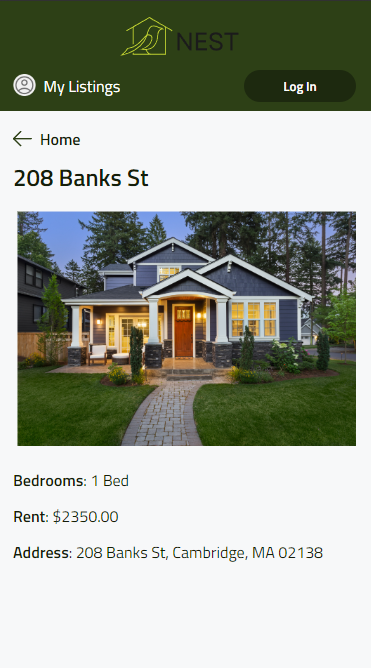 NEST
My Listings
Log In
Home
208 Banks St
Bedrooms: 1 Bed
Rent: $2350.00
Address: 208 Banks St, Cambridge, MA 02138